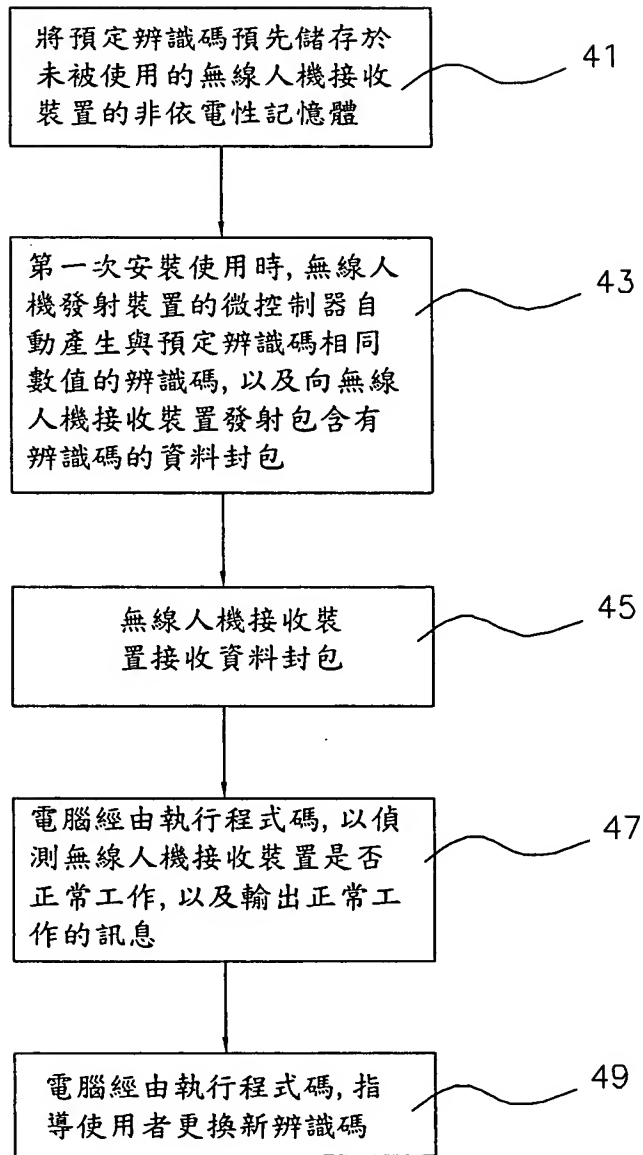 將預定辨識碼預先儲存於
未被使用的無線人機接收
裝置的非依電性記憶體
41
第一次安裝使用時,無線人
機發射裝置的微控制器自
動產生與預定辨識碼相同
數值的辨識碼,以及向無線
人機接收裝置發射包含有
辨識碼的資料封包
43
無線人機接收裝
置接收資料封包
45
電腦經由執行程式碼,以偵
測無線人機接收裝置是否
正常工作,以及輸出正常工
作的訊息
47
電腦經由執行程式碼,指
導使用者更換新辨識碼
49